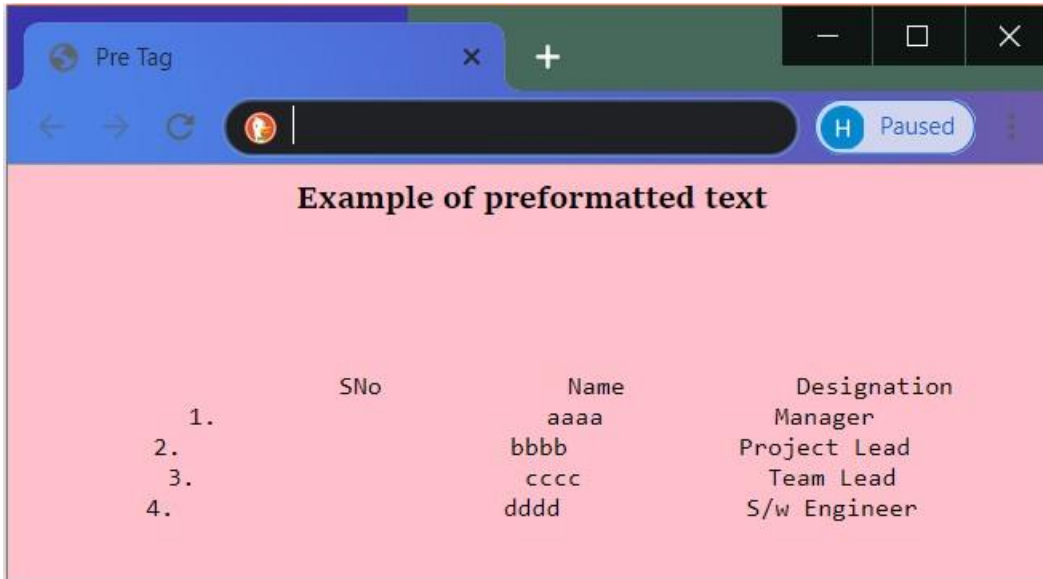 Pre Tag
H Paused
Example of preformatted text
SNo Name Designation
1. aaaa Manager
2. bbbb Project Lead
3. cccc Team Lead
4. dddd S/w Engineer